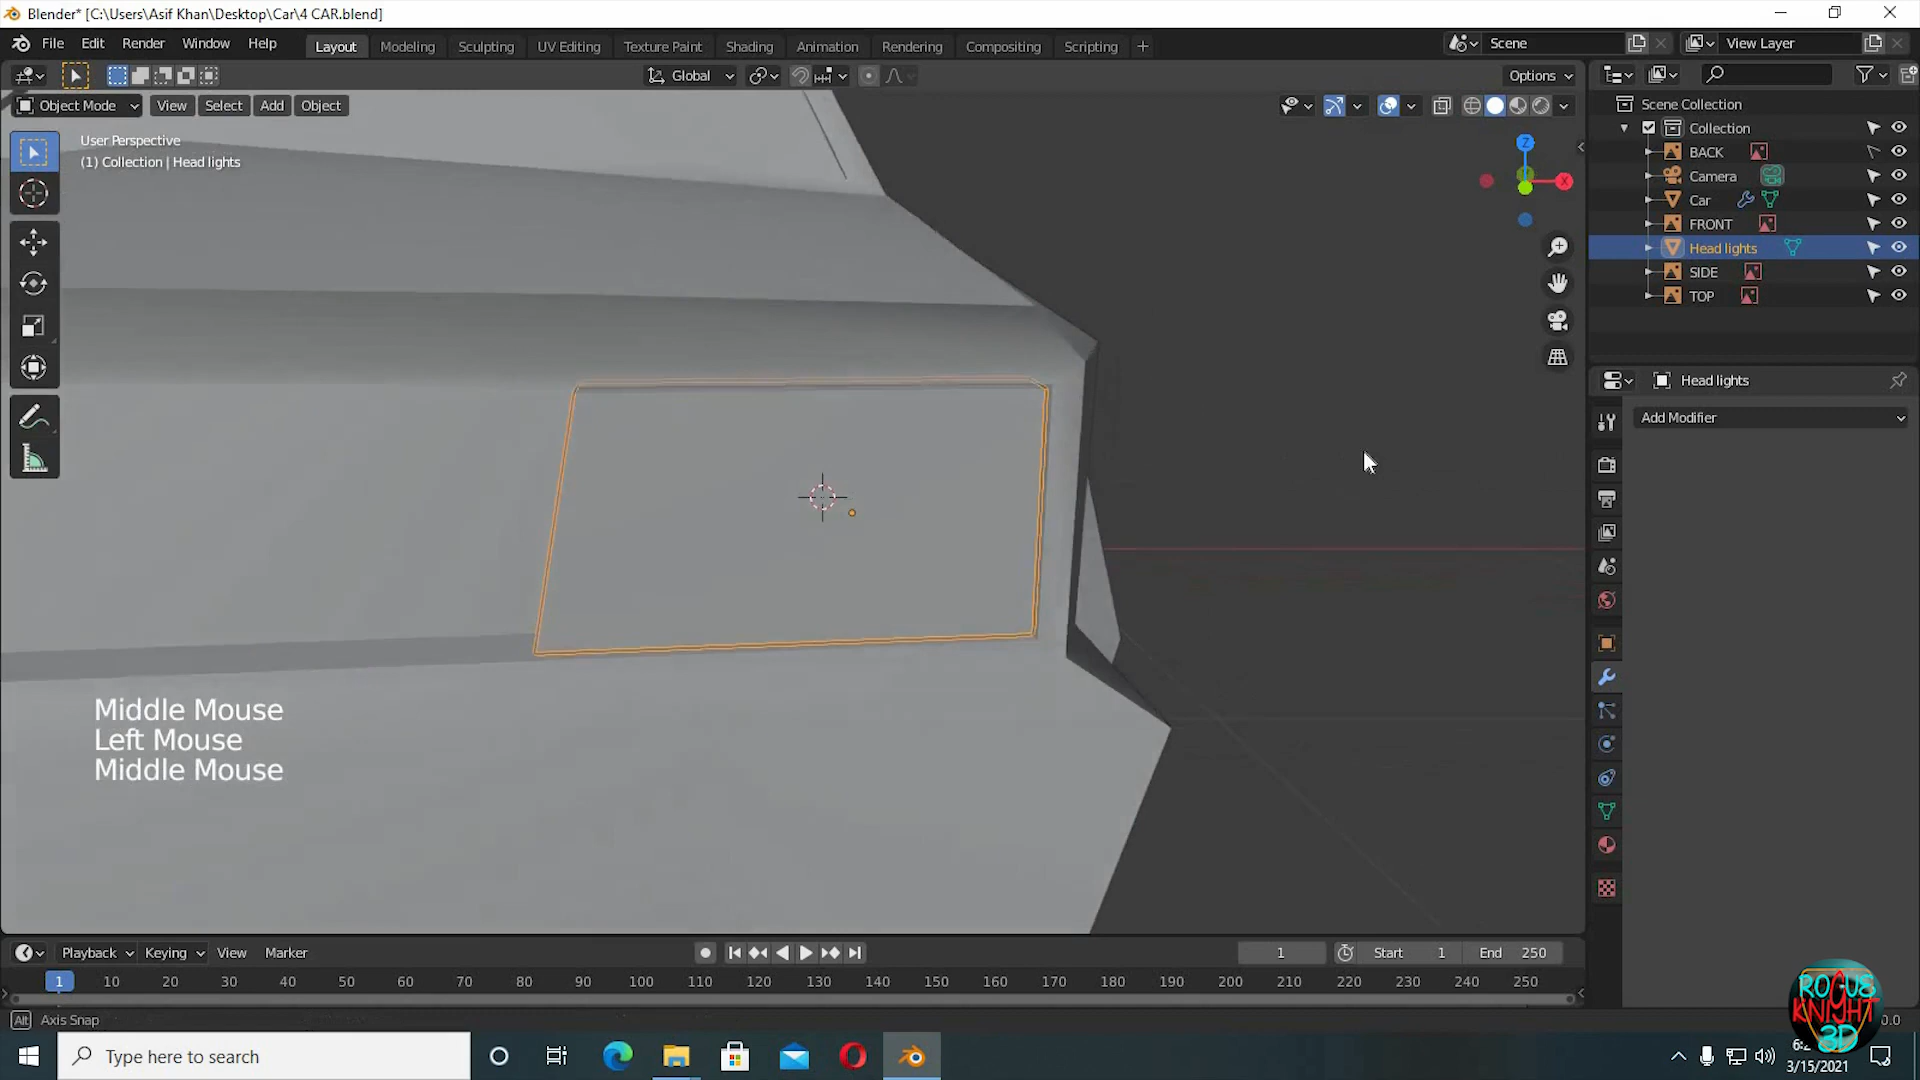 Blender* [C:\Users\Asif Khan\Desktop\Car\4 CAR.blend]
File Edit Render Window Help Layout Modeling Sculpting UV Editing Texture Paint Shading Animation Rendering Compositing Scripting + Scene View Layer
Global Options
Object Mode View Select Add Object
User Perspective
(1) Collection | Head lights
Z
X
Scene Collection
Collection
BACK
Camera
Car
FRONT
Head lights
SIDE
TOP
Head lights
Add Modifier
Middle Mouse
Left Mouse
Middle Mouse
Playback Keying View Marker 1 Start 1 End 250
1 10 20 30 40 50 60 70 80 90 100 110 120 130 140 150 160 170 180 190 200 210 220 230 240 250
Alt Axis Snap
ROGUE
KNIGHT
3D
Type here to search
3/15/2021